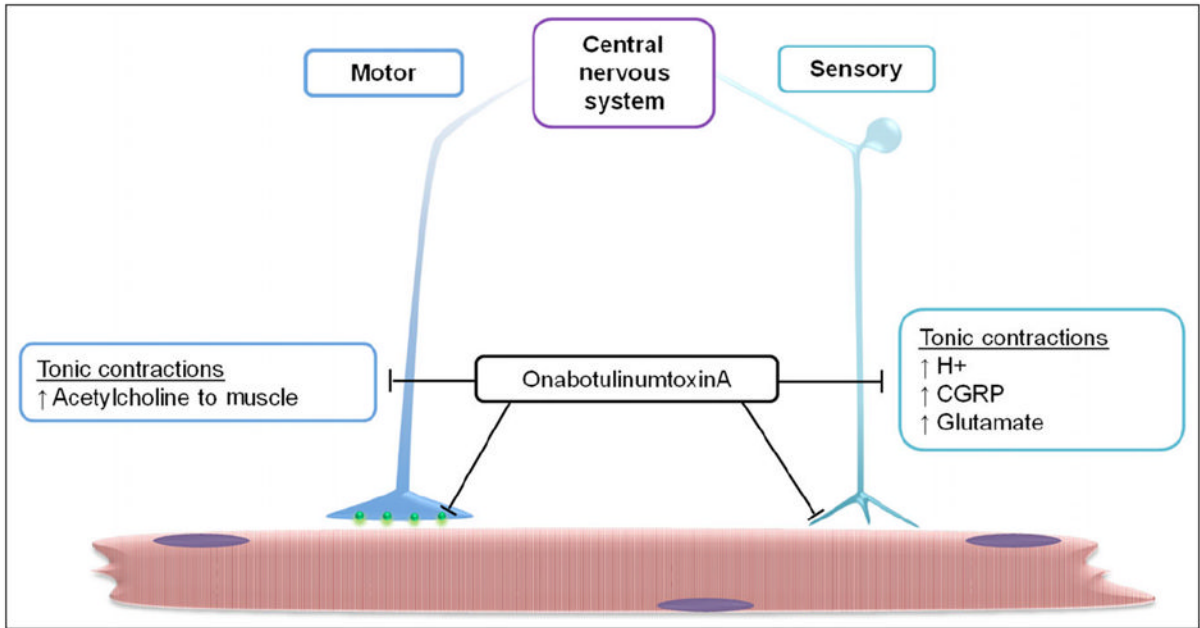 Central
nervous
system
Motor
Sensory
Tonic contractions
↑ Acetylcholine to muscle
OnabotulinumtoxinA
Tonic contractions
↑ H+
↑ CGRP
↑ Glutamate